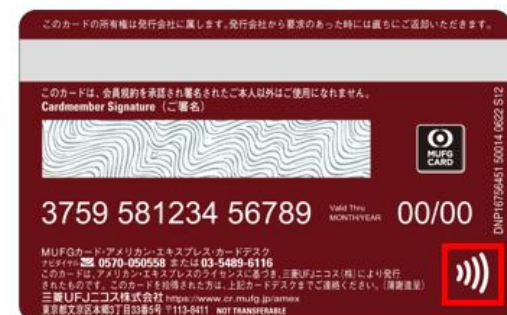 このカードの所有権は発行会社に属します。発行会社から要求のあった時には直ちにご返却いただきます。
このカードは、会員規約を承認され署名されたご本人以外はご使用になれません。
Cardmember Signature（ご署名）
MUFG
CARD
3759 581234 56789 Valid Thru MONTH/YEAR 00/00
DNP16756451 50014 0622 S12
MUFGカード・アメリカン・エキスプレス・カードデスク
ナビダイヤル 0570-050558 または 03-5489-6116
このカードは、アメリカン・エキスプレスのライセンスに基づき、三菱UFJニコス(株)により発行
されたものです。このカードを拾得された方は、上記カードデスクまでご連絡ください。(薄謝進呈)
三菱UFJニコス株式会社 https://www.cr.mufg.jp/amex
東京都文京区本郷3丁目33番5号 〒113-8411 NOT TRANSFERABLE